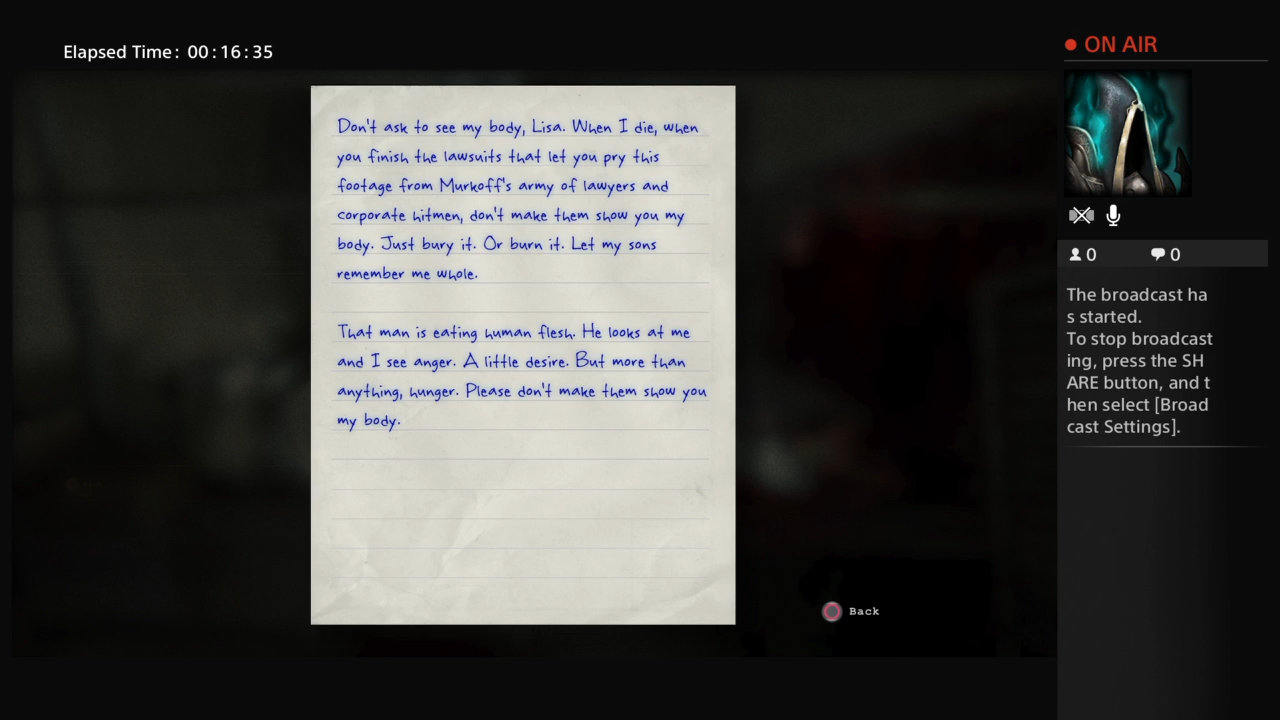 Elapsed Time: 00:16:35
Don't ask to see my body, Lisa. When I die, when
you finish the lawsuits that let you pry this
footage from Murkoff's army of lawyers and
corporate hitmen, don't make them show you my
body. Just bury it. Or burn it. Let my sons
remember me whole.
That man is eating human flesh. He looks at me
and I see anger. A little desire. But more than
anything, hunger. Please don't make them show you
my body.
Back
ON AIR
0 0
The broadcast ha
s started.
To stop broadcast
ing, press the SH
ARE button, and t
hen select [Broad
cast Settings].